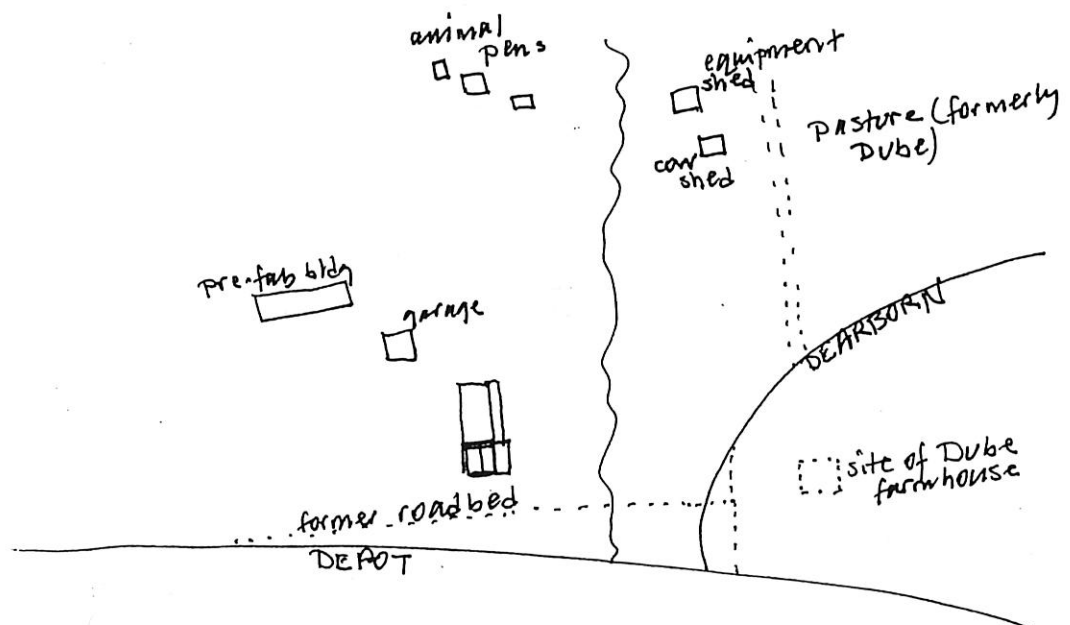 animal
pens
equipment
shed
pasture (formerly
Dube)
cow
shed
pre-fab bldg
garage
DEARBORN
site of Dube
farmhouse
former roadbed
DEPOT